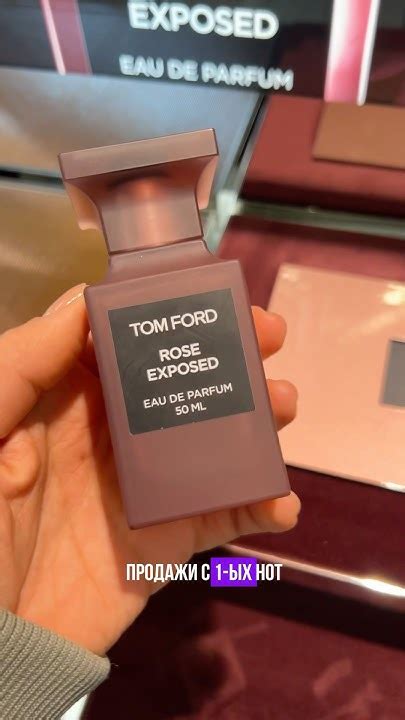 EXPOSED
EAU DE PARFUM
TOM FORD
ROSE
EXPOSED
EAU DE PARFUM
50 ML
ПРОДАЖИ С 1-ЫХ НОТ